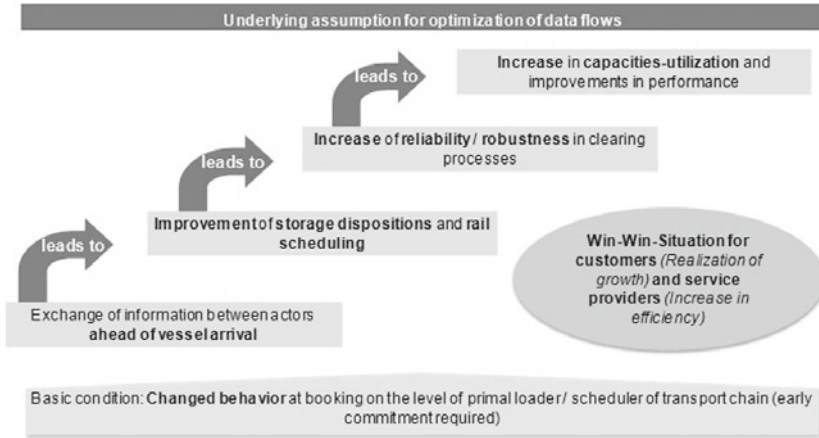 Underlying assumption for optimization of data flows
leads to
Increase in capacities-utilization and
improvements in performance
leads to
Increase of reliability / robustness in clearing
processes
leads to
Improvement of storage dispositions and rail
scheduling
Win-Win-Situation for
customers (Realization of
growth) and service
providers (Increase in
efficiency)
Exchange of information between actors
ahead of vessel arrival
Basic condition: Changed behavior at booking on the level of primal loader / scheduler of transport chain (early
commitment required)